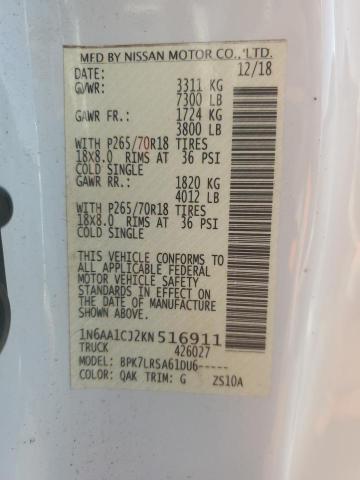 MFD BY NISSAN MOTOR CO., LTD.
DATE: 12/18
GVWR: 3311 KG
7300 LB
GAWR FR.: 1724 KG
3800 LB
WITH P265/70R18 TIRES
18X8.0 RIMS AT 36 PSI
COLD SINGLE
GAWR RR.: 1820 KG
4012 LB
WITH P265/70R18 TIRES
18X8.0 RIMS AT 36 PSI
COLD SINGLE
THIS VEHICLE CONFORMS TO
ALL APPLICABLE FEDERAL
MOTOR VEHICLE SAFETY
STANDARDS IN EFFECT ON
THE DATE OF MANUFACTURE
SHOWN ABOVE.
1N6AA1CJ2KN516911
TRUCK 426027
MODEL: BPK7LRSA61DU6-----
COLOR: QAK TRIM: G ZS10A